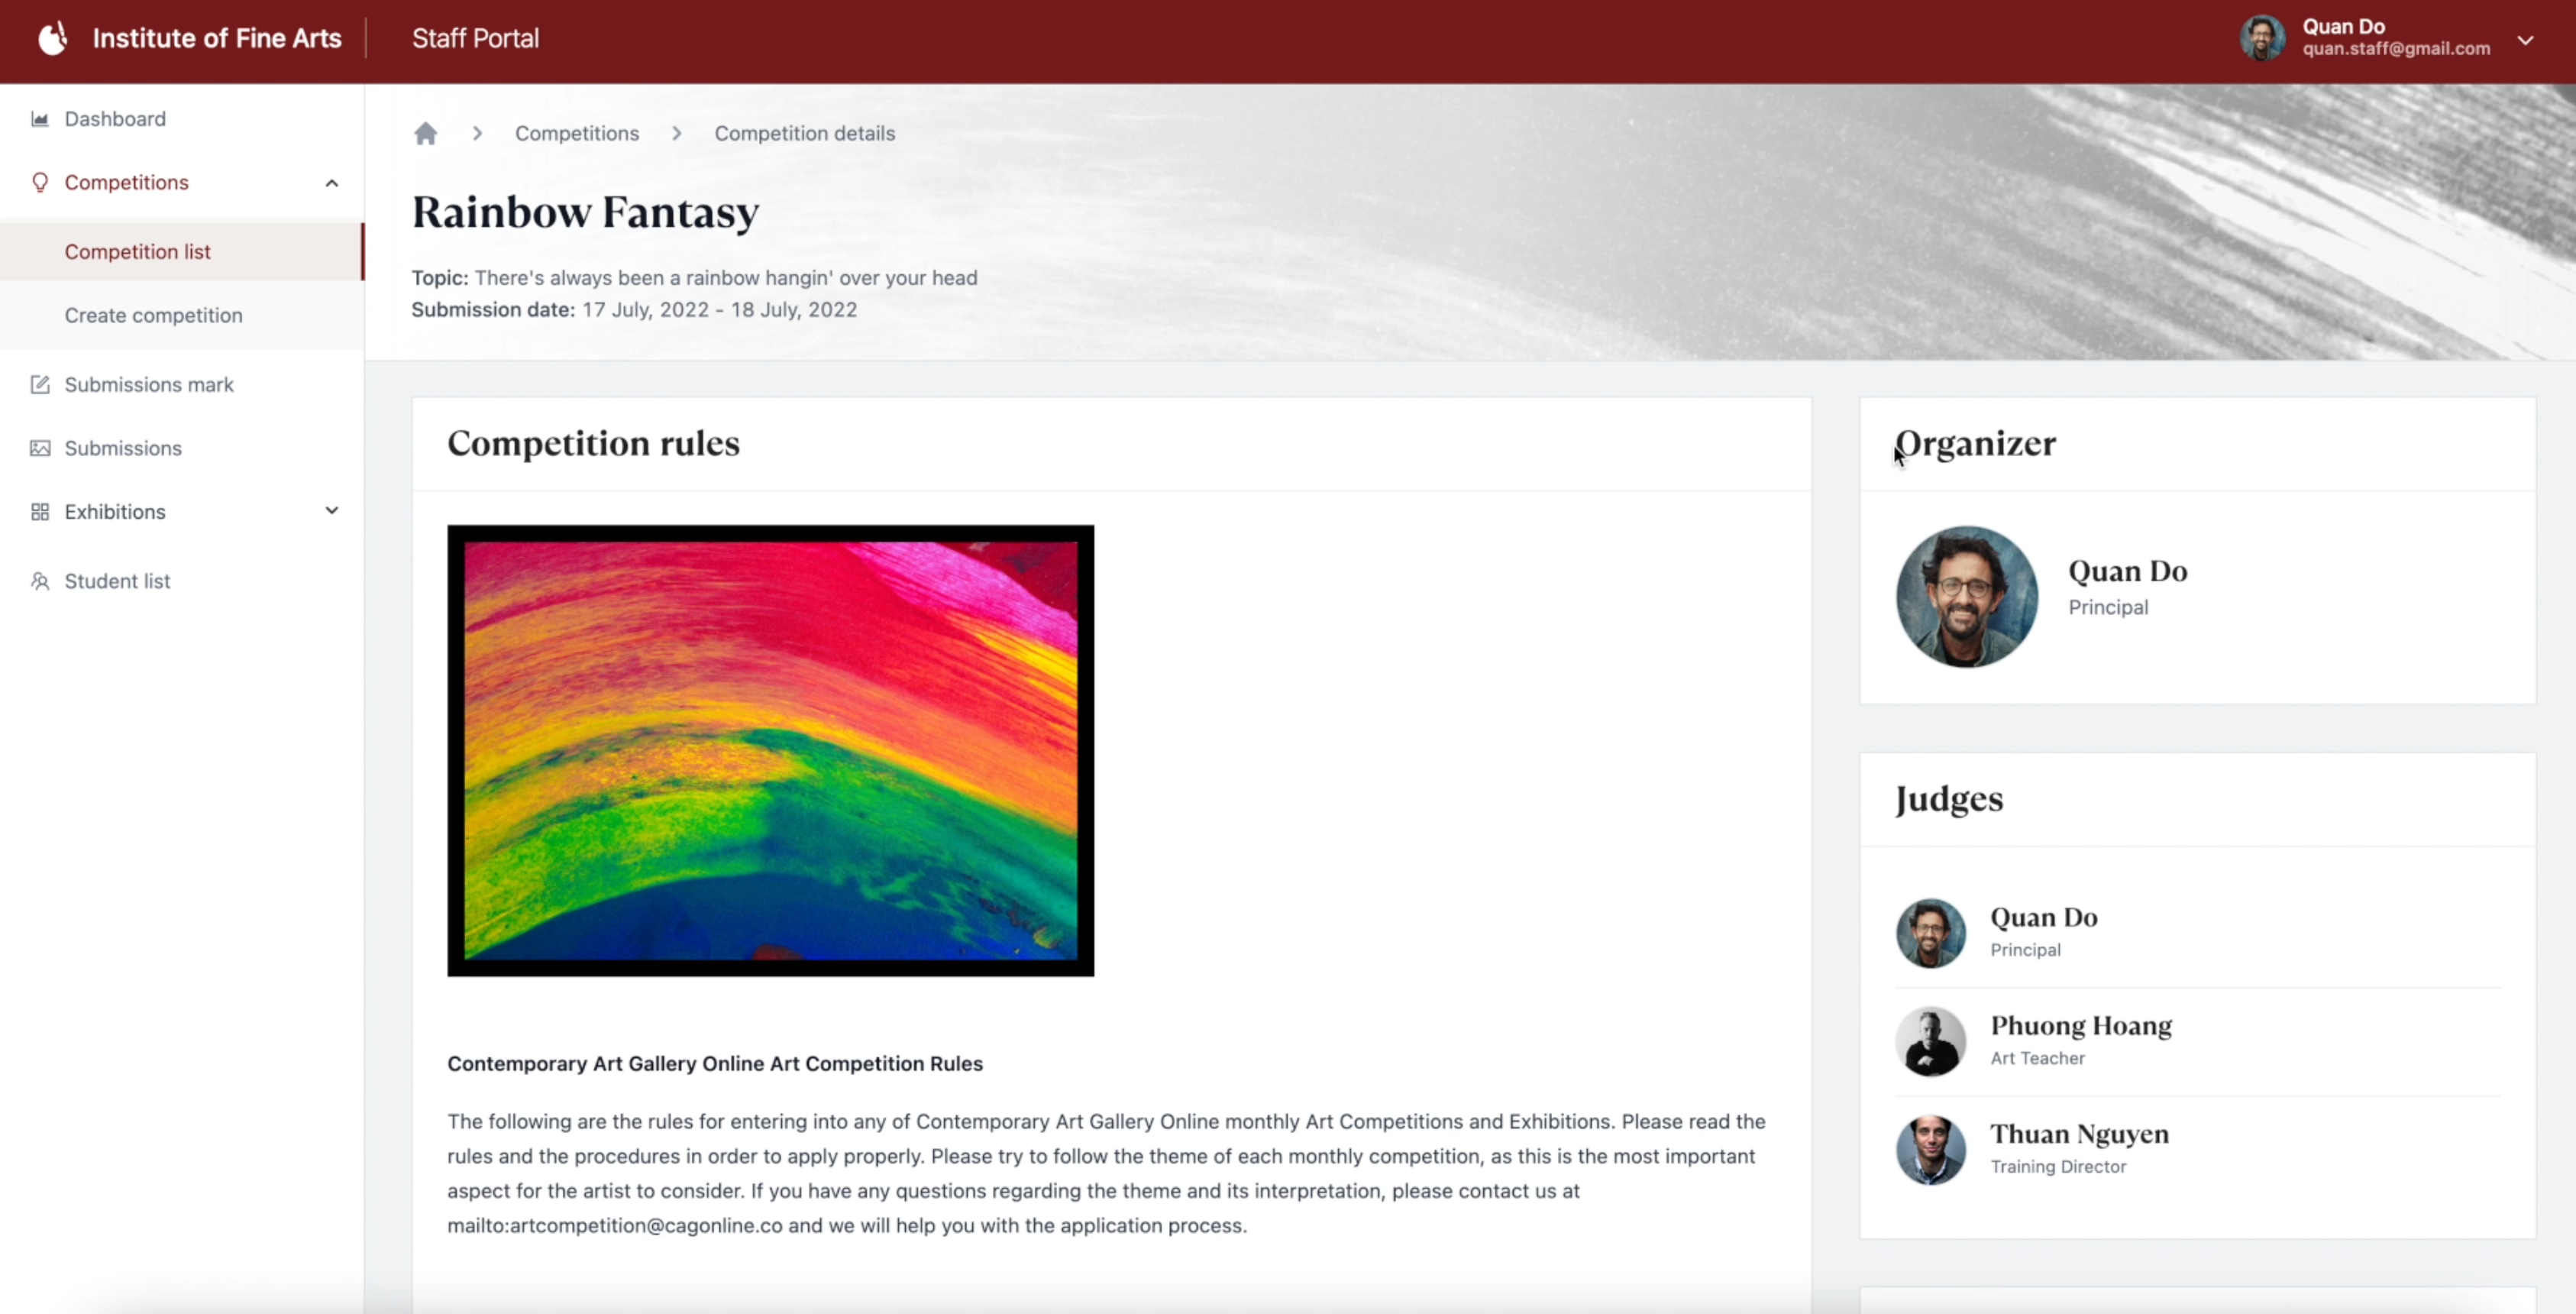 Institute of Fine Arts
Staff Portal
Quan Do
quan.staff@gmail.com
Dashboard
Competitions
Competition list
Create competition
Submissions mark
Submissions
Exhibitions
Student list
Competitions
Competition details
Rainbow Fantasy
Topic: There's always been a rainbow hangin' over your head
Submission date: 17 July, 2022 - 18 July, 2022
Competition rules
Contemporary Art Gallery Online Art Competition Rules
The following are the rules for entering into any of Contemporary Art Gallery Online monthly Art Competitions and Exhibitions. Please read the
rules and the procedures in order to apply properly. Please try to follow the theme of each monthly competition, as this is the most important
aspect for the artist to consider. If you have any questions regarding the theme and its interpretation, please contact us at
mailto:artcompetition@cagonline.co and we will help you with the application process.
Organizer
Quan Do
Principal
Judges
Quan Do
Principal
Phuong Hoang
Art Teacher
Thuan Nguyen
Training Director